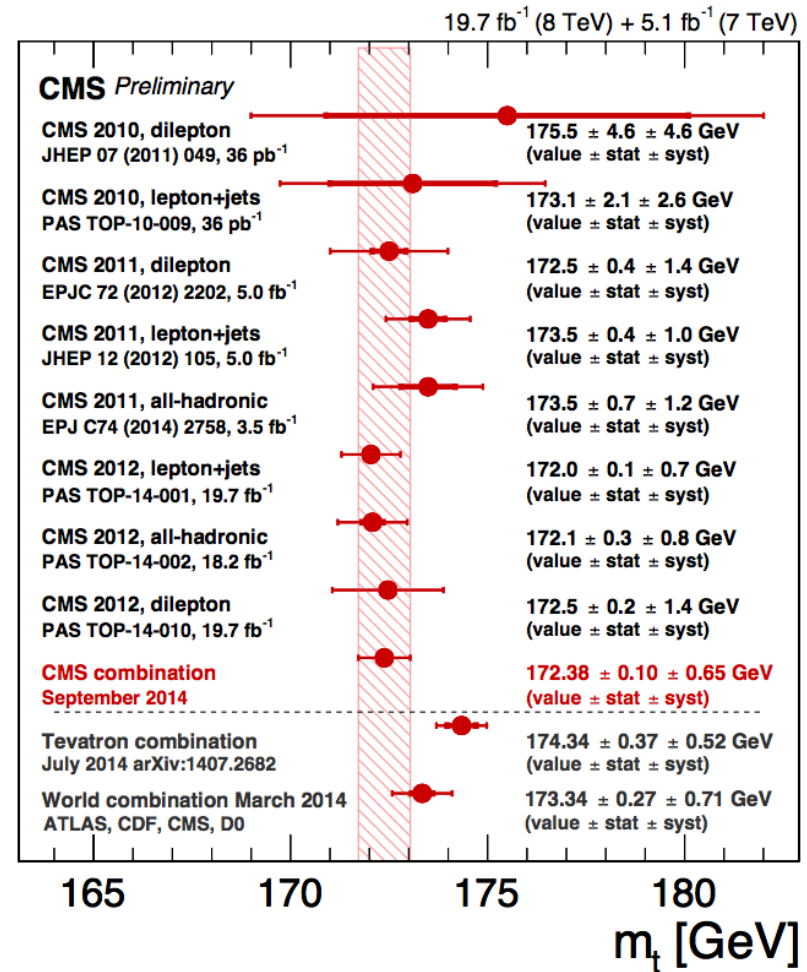 19.7 fb⁻¹ (8 TeV) + 5.1 fb⁻¹ (7 TeV)
CMS Preliminary
CMS 2010, dilepton 175.5 ± 4.6 ± 4.6 GeV
JHEP 07 (2011) 049, 36 pb⁻¹ (value ± stat ± syst)
CMS 2010, lepton+jets 173.1 ± 2.1 ± 2.6 GeV
PAS TOP-10-009, 36 pb⁻¹ (value ± stat ± syst)
CMS 2011, dilepton 172.5 ± 0.4 ± 1.4 GeV
EPJC 72 (2012) 2202, 5.0 fb⁻¹ (value ± stat ± syst)
CMS 2011, lepton+jets 173.5 ± 0.4 ± 1.0 GeV
JHEP 12 (2012) 105, 5.0 fb⁻¹ (value ± stat ± syst)
CMS 2011, all-hadronic 173.5 ± 0.7 ± 1.2 GeV
EPJ C74 (2014) 2758, 3.5 fb⁻¹ (value ± stat ± syst)
CMS 2012, lepton+jets 172.0 ± 0.1 ± 0.7 GeV
PAS TOP-14-001, 19.7 fb⁻¹ (value ± stat ± syst)
CMS 2012, all-hadronic 172.1 ± 0.3 ± 0.8 GeV
PAS TOP-14-002, 18.2 fb⁻¹ (value ± stat ± syst)
CMS 2012, dilepton 172.5 ± 0.2 ± 1.4 GeV
PAS TOP-14-010, 19.7 fb⁻¹ (value ± stat ± syst)
CMS combination 172.38 ± 0.10 ± 0.65 GeV
September 2014 (value ± stat ± syst)
Tevatron combination 174.34 ± 0.37 ± 0.52 GeV
July 2014 arXiv:1407.2682 (value ± stat ± syst)
World combination March 2014 173.34 ± 0.27 ± 0.71 GeV
ATLAS, CDF, CMS, D0 (value ± stat ± syst)
165 170 175 180
mₜ [GeV]